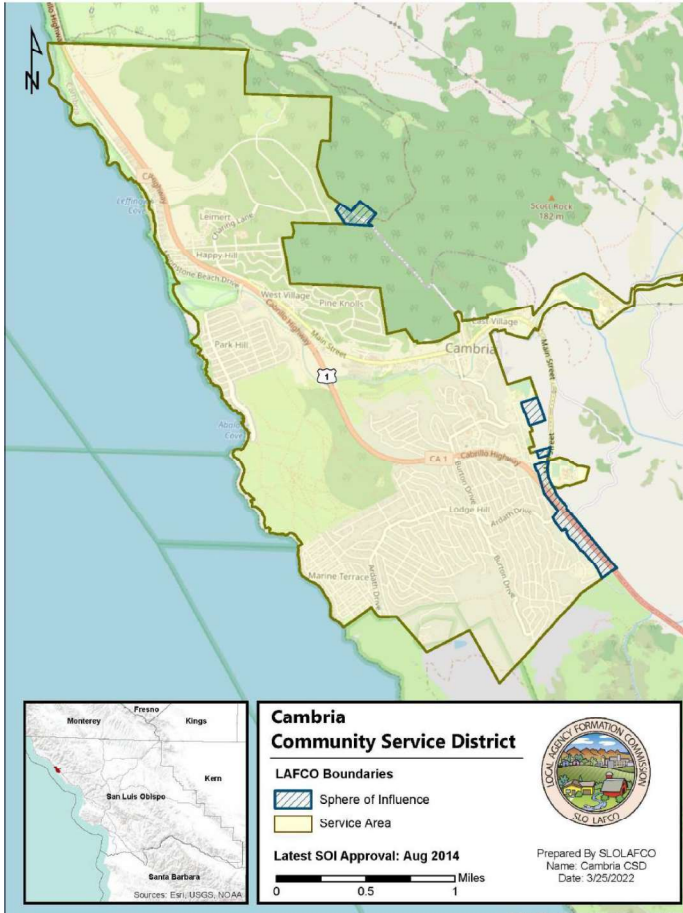 N
Leffingwell
Cove
Leimert
Charing Lane
Happy Hill
Moonstone Beach Drive
Scott Rock
182 m
West Village
Pine Knolls
East Village
Cabrillo Highway
Main Street
Cambria
Main Street
Park Hill
1
Abalone
Cove
CA 1
Cabrillo Highway
Burton Drive
Lodge Hill
Ardath Drive
Marine Terrace
Ardath Drive
Burton Drive
Monterey
Fresno
Kings
Kern
San Luis Obispo
Santa Barbara
Sources: Esri, USGS, NOAA
Cambria
Community Service District
LAFCO Boundaries
Sphere of Influence
Service Area
Latest SOI Approval: Aug 2014
0 0.5 1 Miles
LOCAL AGENCY FORMATION COMMISSION
SLO LAFCO
Prepared By SLOLAFCO
Name: Cambria CSD
Date: 3/25/2022